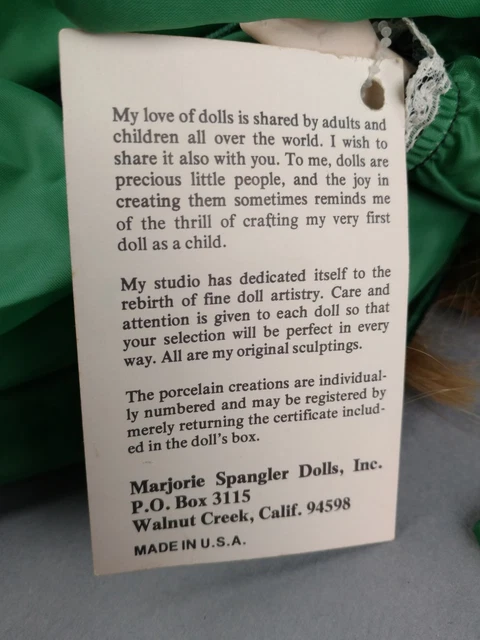 My love of dolls is shared by adults and
children all over the world. I wish to
share it also with you. To me, dolls are
precious little people, and the joy in
creating them sometimes reminds me
of the thrill of crafting my very first
doll as a child.
My studio has dedicated itself to the
rebirth of fine doll artistry. Care and
attention is given to each doll so that
your selection will be perfect in every
way. All are my original sculptings.
The porcelain creations are individual-
ly numbered and may be registered by
merely returning the certificate includ-
ed in the doll's box.
Marjorie Spangler Dolls, Inc.
P.O. Box 3115
Walnut Creek, Calif. 94598
MADE IN U.S.A.